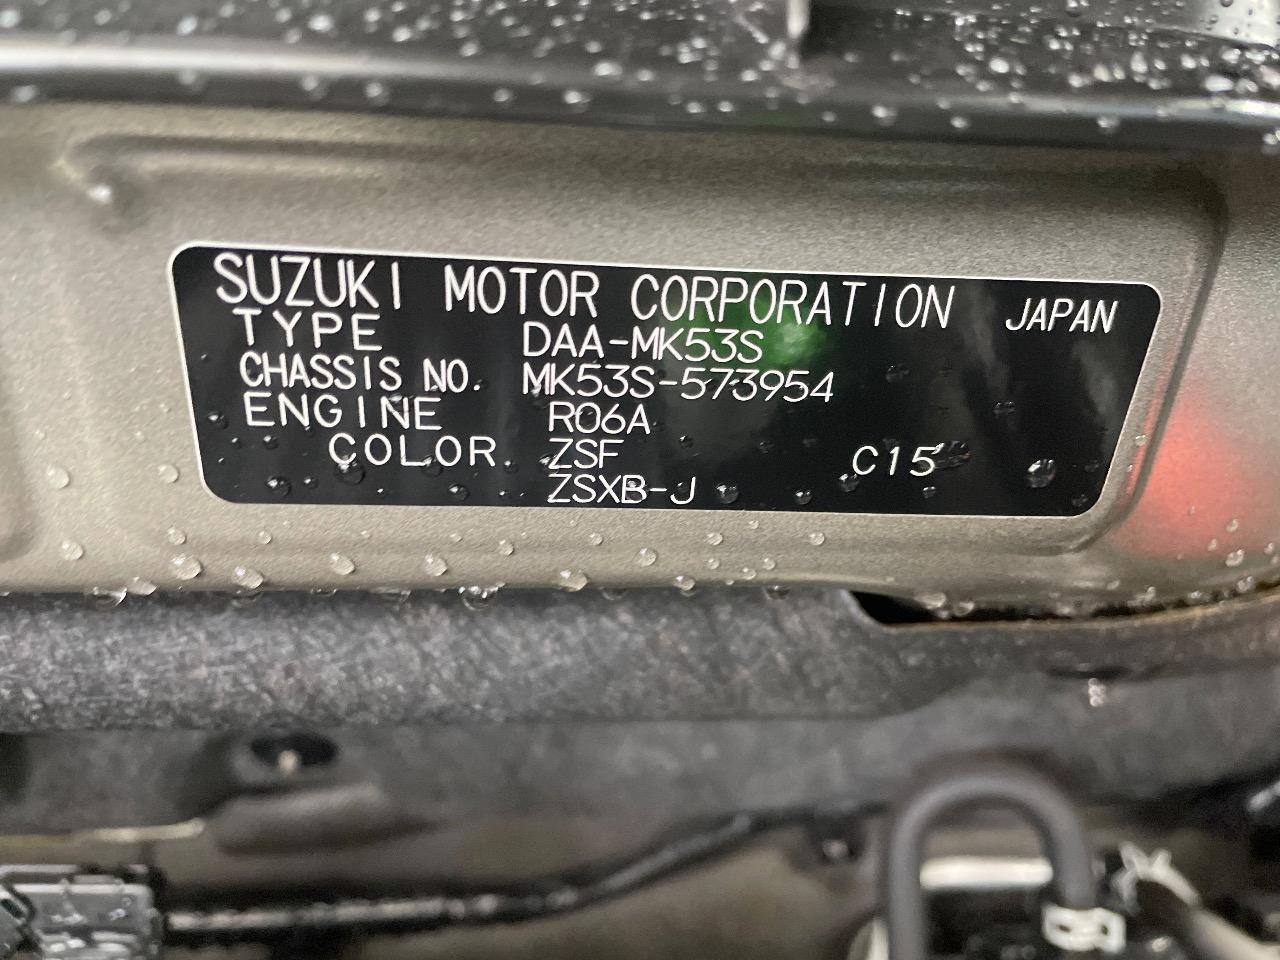 SUZUKI MOTOR CORPORATION JAPAN
TYPE DAA-MK53S
CHASSIS NO. MK53S-573954
ENGINE R06A
COLOR ZSF C15
ZSXB-J